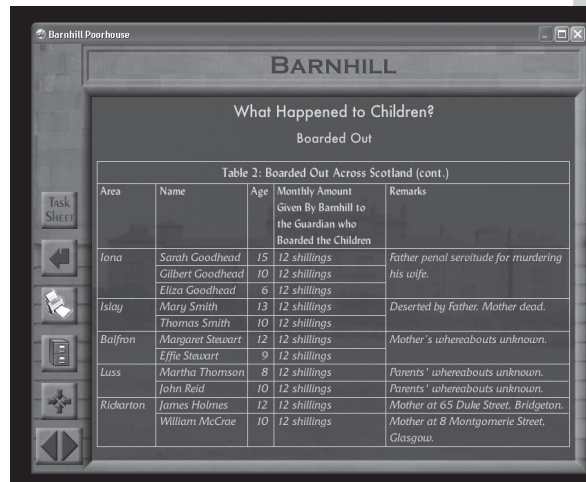 Barnhill Poorhouse
BARNHILL
What Happened to Children?
Boarded Out
Table 2: Boarded Out Across Scotland (cont.)
Area Name Age Monthly Amount Given By Barnhill to the Guardian who Boarded the Children Remarks
Iona Sarah Goodhead 15 12 shillings Father penal servitude for murdering
Gilbert Goodhead 10 12 shillings his wife.
Eliza Goodhead 6 12 shillings
Islay Mary Smith 13 12 shillings Deserted by Father. Mother dead.
Thomas Smith 10 12 shillings
Balfron Margaret Stewart 12 12 shillings Mother's whereabouts unknown.
Effie Stewart 9 12 shillings
Luss Martha Thomson 8 12 shillings Parents' whereabouts unknown.
John Reid 10 12 shillings Parents' whereabouts unknown.
Rickarton James Holmes 12 12 shillings Mother at 65 Duke Street, Bridgeton.
William McCrae 10 12 shillings Mother at 8 Montgomerie Street,
Glasgow.
TASK
SHEET